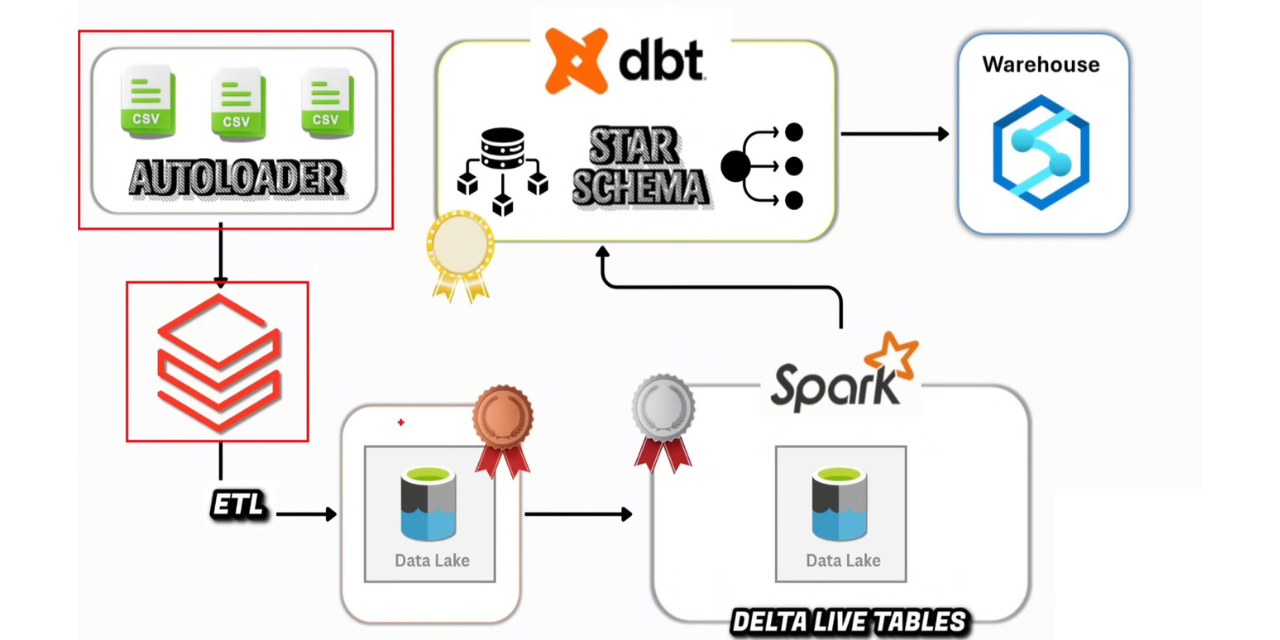 CSV
CSV
CSV
AUTOLOADER
dbt
STAR
SCHEMA
Warehouse
ETL
Data Lake
Spark
Data Lake
DELTA LIVE TABLES